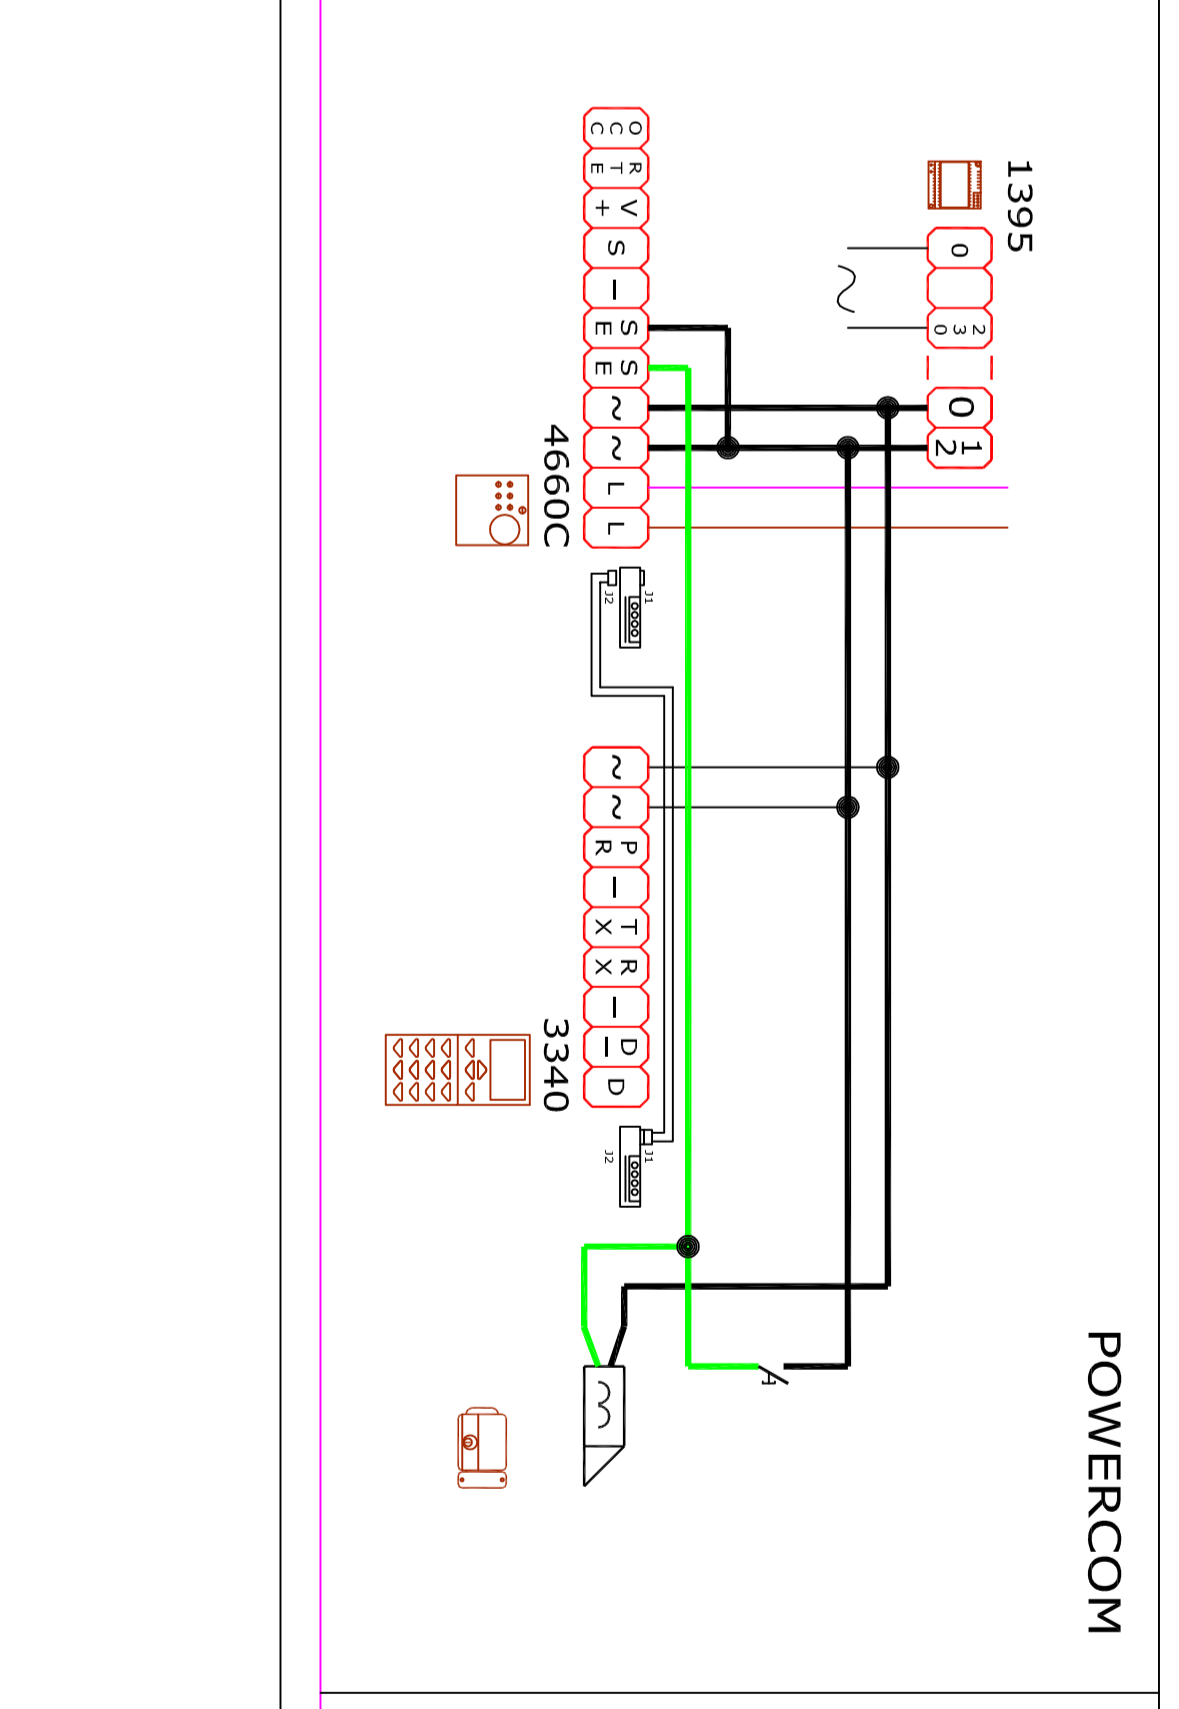 POWERCOM
1395
0
230
0
12
OCC
RTE
V+
S
–
SE
SE
~
~
L
L
J1
J2
~
~
PR
–
TX
RX
–
D–
D
J1
J2
4660C
3340